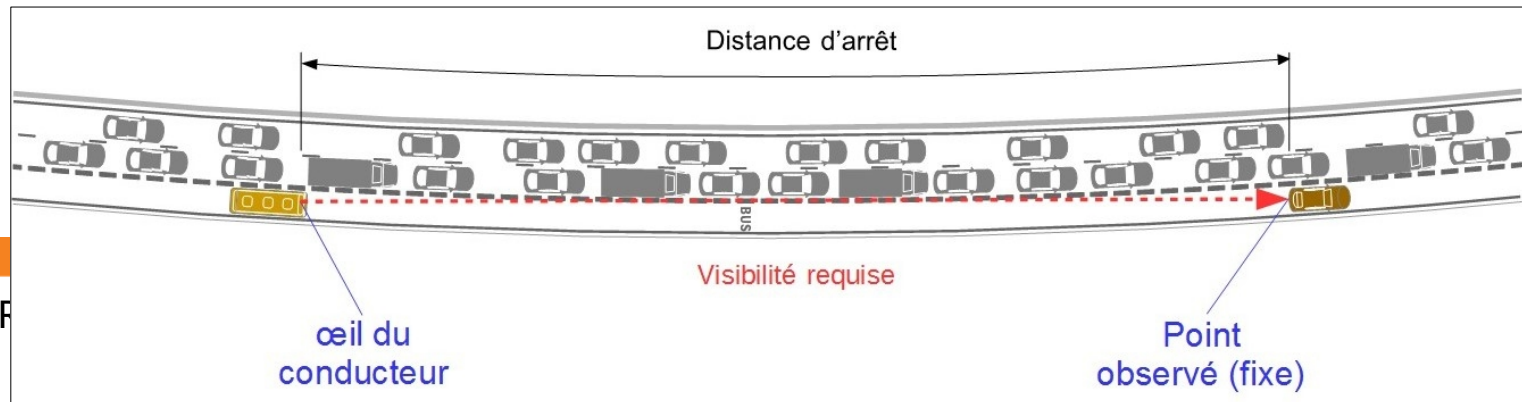 Distance d'arrêt
BUS
Visibilité requise
œil du
conducteur
Point
observé (fixe)